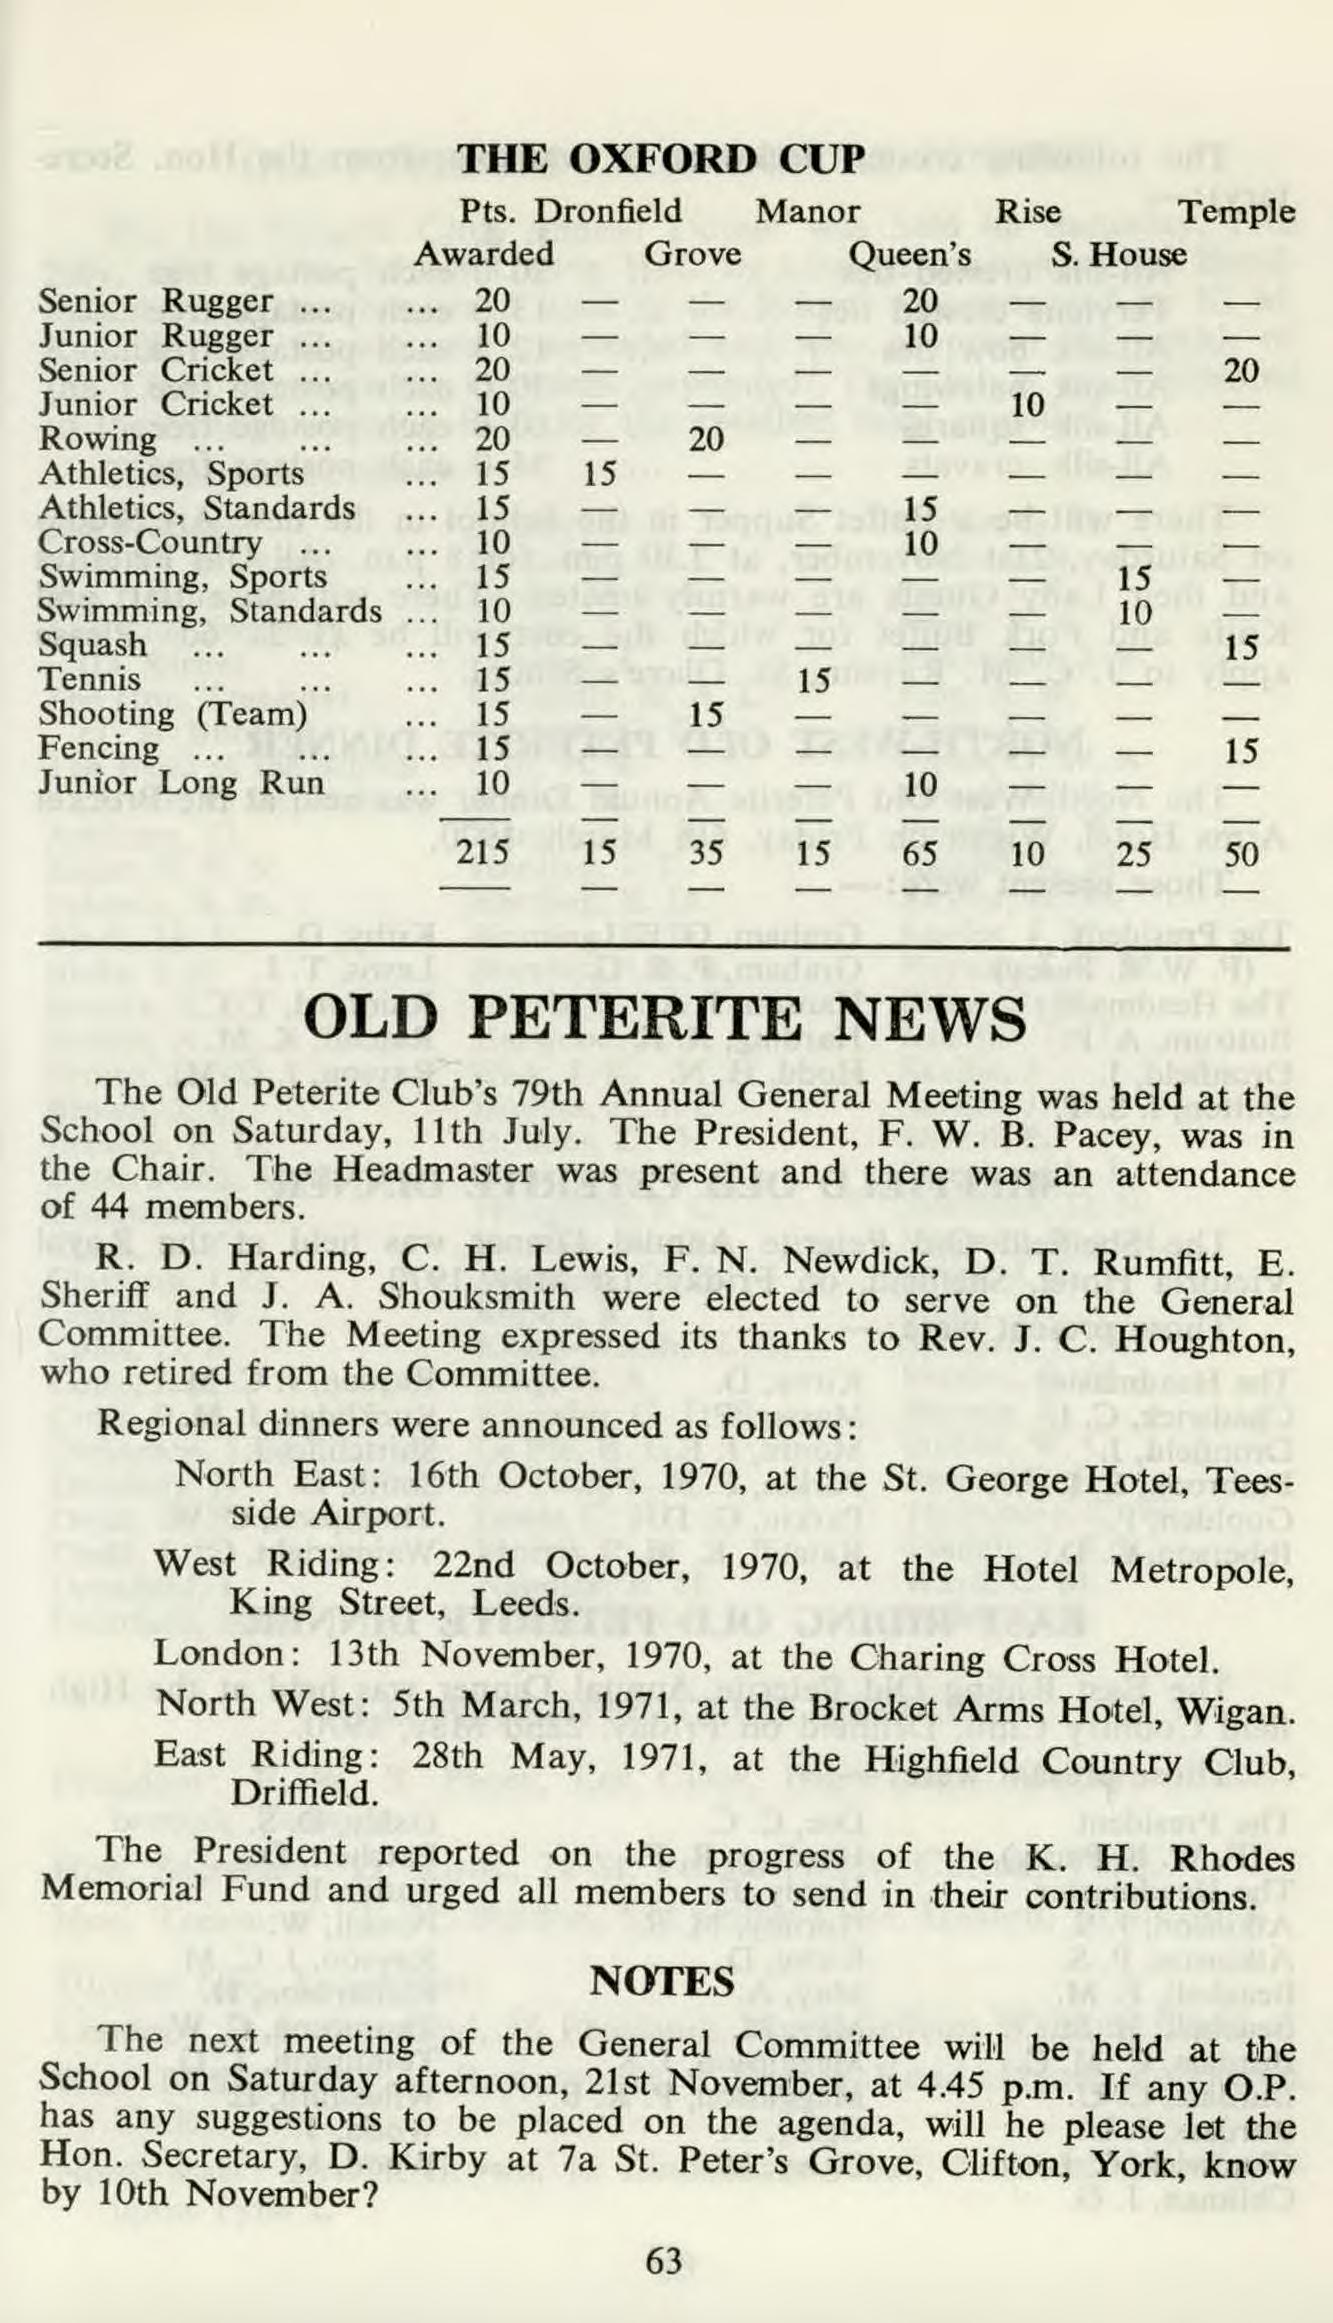 THE OXFORD CUP
Pts. Dronfield Manor Rise Temple
Awarded Grove Queen's S. House
Senior Rugger ... ... 20 — — — 20 — — —
Junior Rugger ... ... 10 — — — 10 — — —
Senior Cricket ... ... 20 — — — — — — 20
Junior Cricket ... ... 10 — — — — 10 — —
Rowing ... ... ... 20 — 20 — — — — —
Athletics, Sports ... 15 15 — — — — — —
Athletics, Standards ... 15 — — — 15 — — —
Cross-Country ... ... 10 — — — 10 — — —
Swimming, Sports ... 15 — — — — — 15 —
Swimming, Standards ... 10 — — — — — 10 —
Squash ... ... ... 15 — — — — — — 15
Tennis ... ... ... 15 — — 15 — — — —
Shooting (Team) ... 15 — 15 — — — — —
Fencing ... ... ... 15 — — — — — — 15
Junior Long Run ... 10 — — — 10 — — —
215 15 35 15 65 10 25 50
OLD PETERITE NEWS
The Old Peterite Club's 79th Annual General Meeting was held at the
School on Saturday, 11th July. The President, F. W. B. Pacey, was in
the Chair. The Headmaster was present and there was an attendance
of 44 members.
R. D. Harding, C. H. Lewis, F. N. Newdick, D. T. Rumfitt, E.
Sheriff and J. A. Shouksmith were elected to serve on the General
Committee. The Meeting expressed its thanks to Rev. J. C. Houghton,
who retired from the Committee.
Regional dinners were announced as follows:
North East: 16th October, 1970, at the St. George Hotel, Tees-
side Airport.
West Riding: 22nd October, 1970, at the Hotel Metropole,
King Street, Leeds.
London: 13th November, 1970, at the Charing Cross Hotel.
North West: 5th March, 1971, at the Brocket Arms Hotel, Wigan.
East Riding: 28th May, 1971, at the Highfield Country Club,
Driffield.
The President reported on the progress of the K. H. Rhodes
Memorial Fund and urged all members to send in their contributions.
NOTES
The next meeting of the General Committee will be held at the
School on Saturday afternoon, 21st November, at 4.45 p.m. If any O.P.
has any suggestions to be placed on the agenda, will he please let the
Hon. Secretary, D. Kirby at 7a St. Peter's Grove, Clifton, York, know
by 10th November?
63